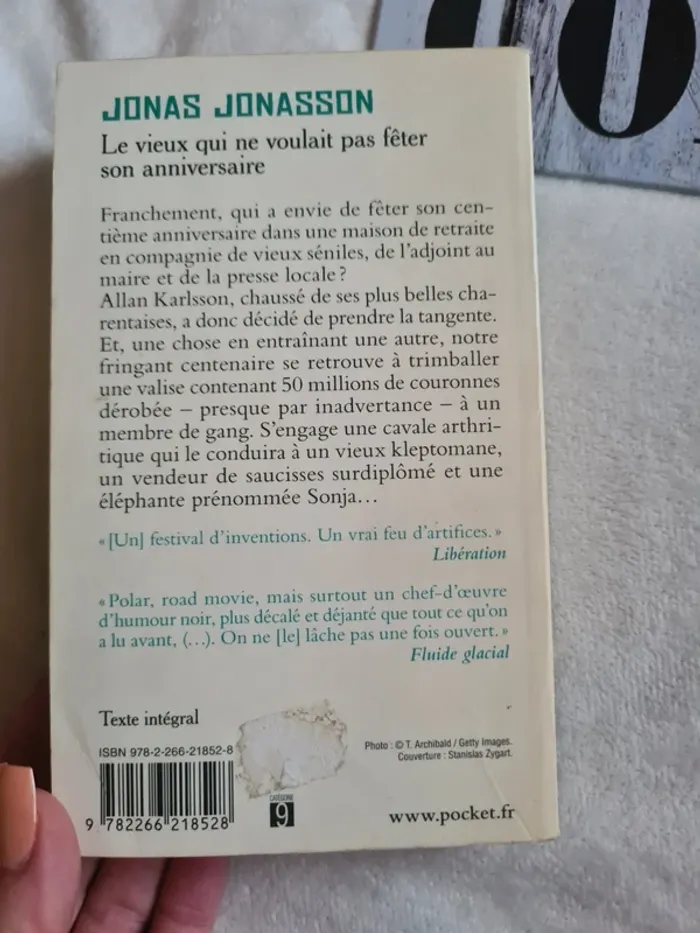 JONAS JONASSON
Le vieux qui ne voulait pas fêter
son anniversaire
Franchement, qui a envie de fêter son cen-
tième anniversaire dans une maison de retraite
en compagnie de vieux séniles, de l'adjoint au
maire et de la presse locale ?
Allan Karlsson, chaussé de ses plus belles cha-
rentaises, a donc décidé de prendre la tangente.
Et, une chose en entraînant une autre, notre
fringant centenaire se retrouve à trimballer
une valise contenant 50 millions de couronnes
dérobée – presque par inadvertance – à un
membre de gang. S'engage une cavale arthri-
tique qui le conduira à un vieux kleptomane,
un vendeur de saucisses surdiplômé et une
éléphante prénommée Sonja…
« [Un] festival d'inventions. Un vrai feu d'artifices. »
Libération
« Polar, road movie, mais surtout un chef-d'œuvre
d'humour noir, plus décalé et déjanté que tout ce qu'on
a lu avant, (…). On ne [le] lâche pas une fois ouvert. »
Fluide glacial
Texte intégral
ISBN 978-2-266-21852-8
Photo : © T. Archibald / Getty Images.
Couverture : Stanislas Zygart.
CATÉGORIE
9
9 782266 218528
www.pocket.fr